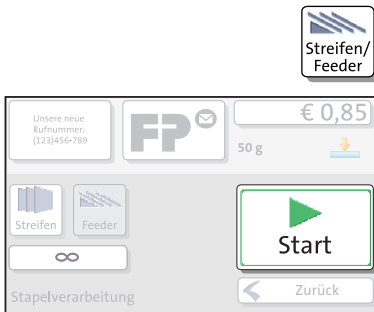 Streifen/
Feeder
Unsere neue
Rufnummer:
(123)456-789
FP
€ 0,85
50 g
Streifen
Feeder
∞
Start
Stapelverarbeitung
Zurück